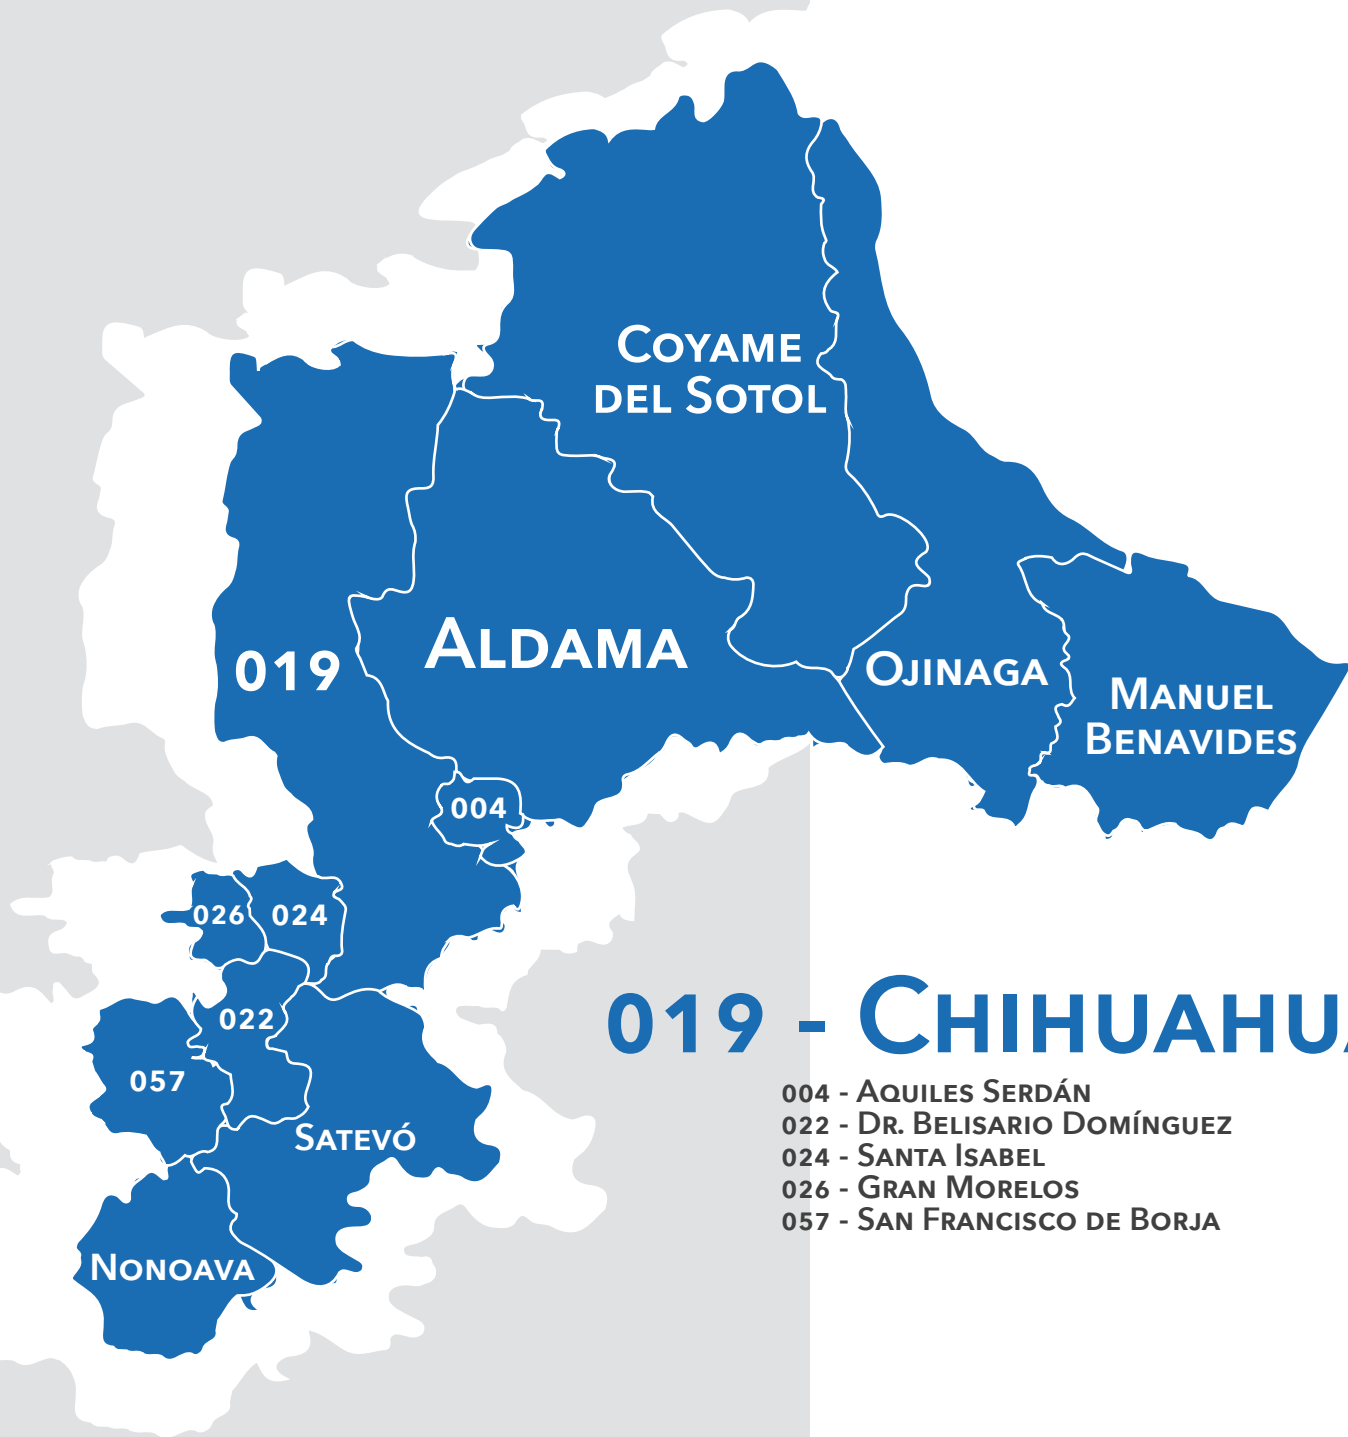 Coyame
del Sotol
Aldama
019
Ojinaga
Manuel
Benavides
004
026
024
022
057
Satevó
Nonoava
019 - Chihuahua
004 - Aquiles Serdán
022 - Dr. Belisario Domínguez
024 - Santa Isabel
026 - Gran Morelos
057 - San Francisco de Borja